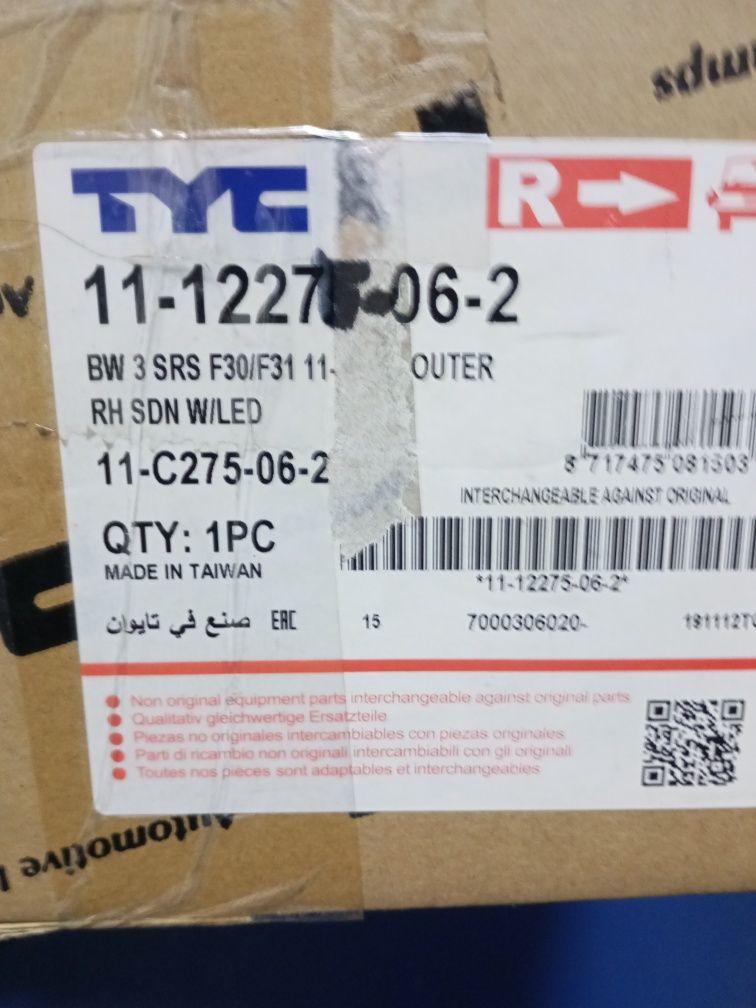 TYC
R
11-12275-06-2
BW 3 SRS F30/F31 11- OUTER
RH SDN W/LED
11-C275-06-2
8 717475 081503
INTERCHANGEABLE AGAINST ORIGINAL
QTY: 1PC
MADE IN TAIWAN
*11-12275-06-2*
صنع في تايوان EAC 15 7000306020- 191112T
Non original equipment parts interchangeable against original parts
Qualitativ gleichwertige Ersatzteile
Piezas no originales intercambiables con piezas originales
Parti di ricambio non originali intercambiabili con gli originali
Toutes nos pièces sont adaptables et interchangeables
Automotive